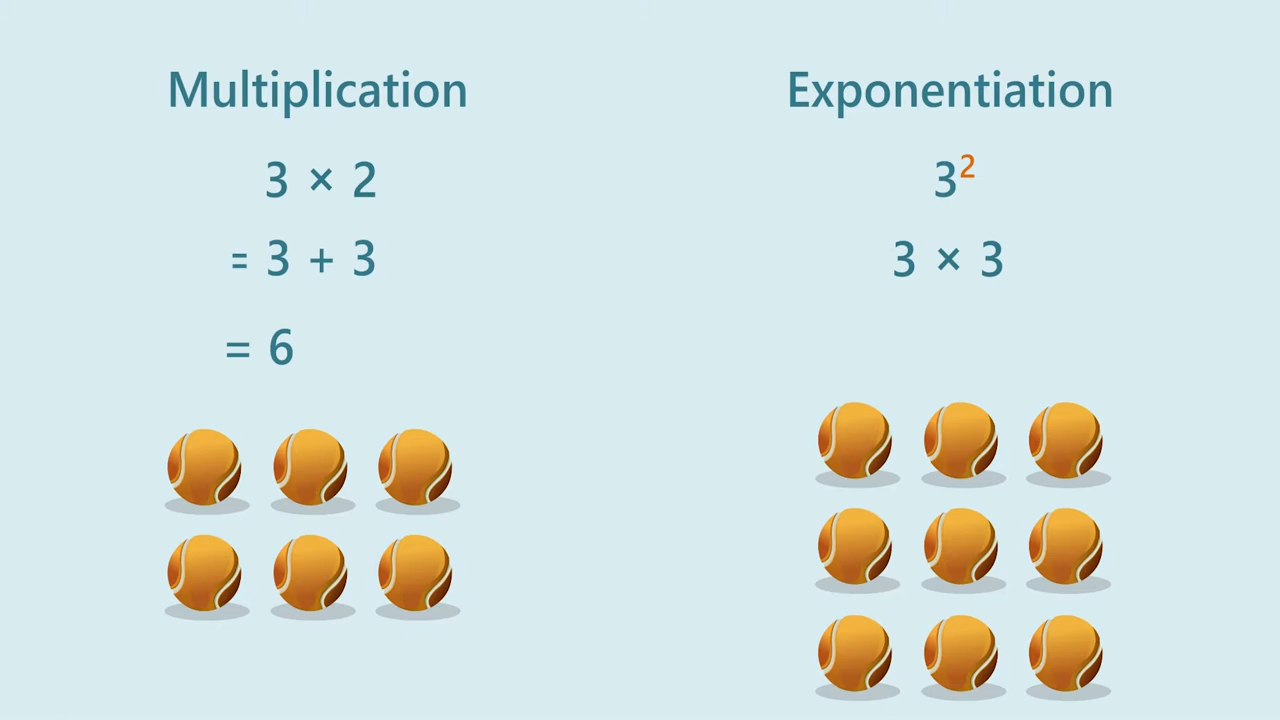 Multiplication
3 × 2
= 3 + 3
= 6
Exponentiation
3²
3 × 3